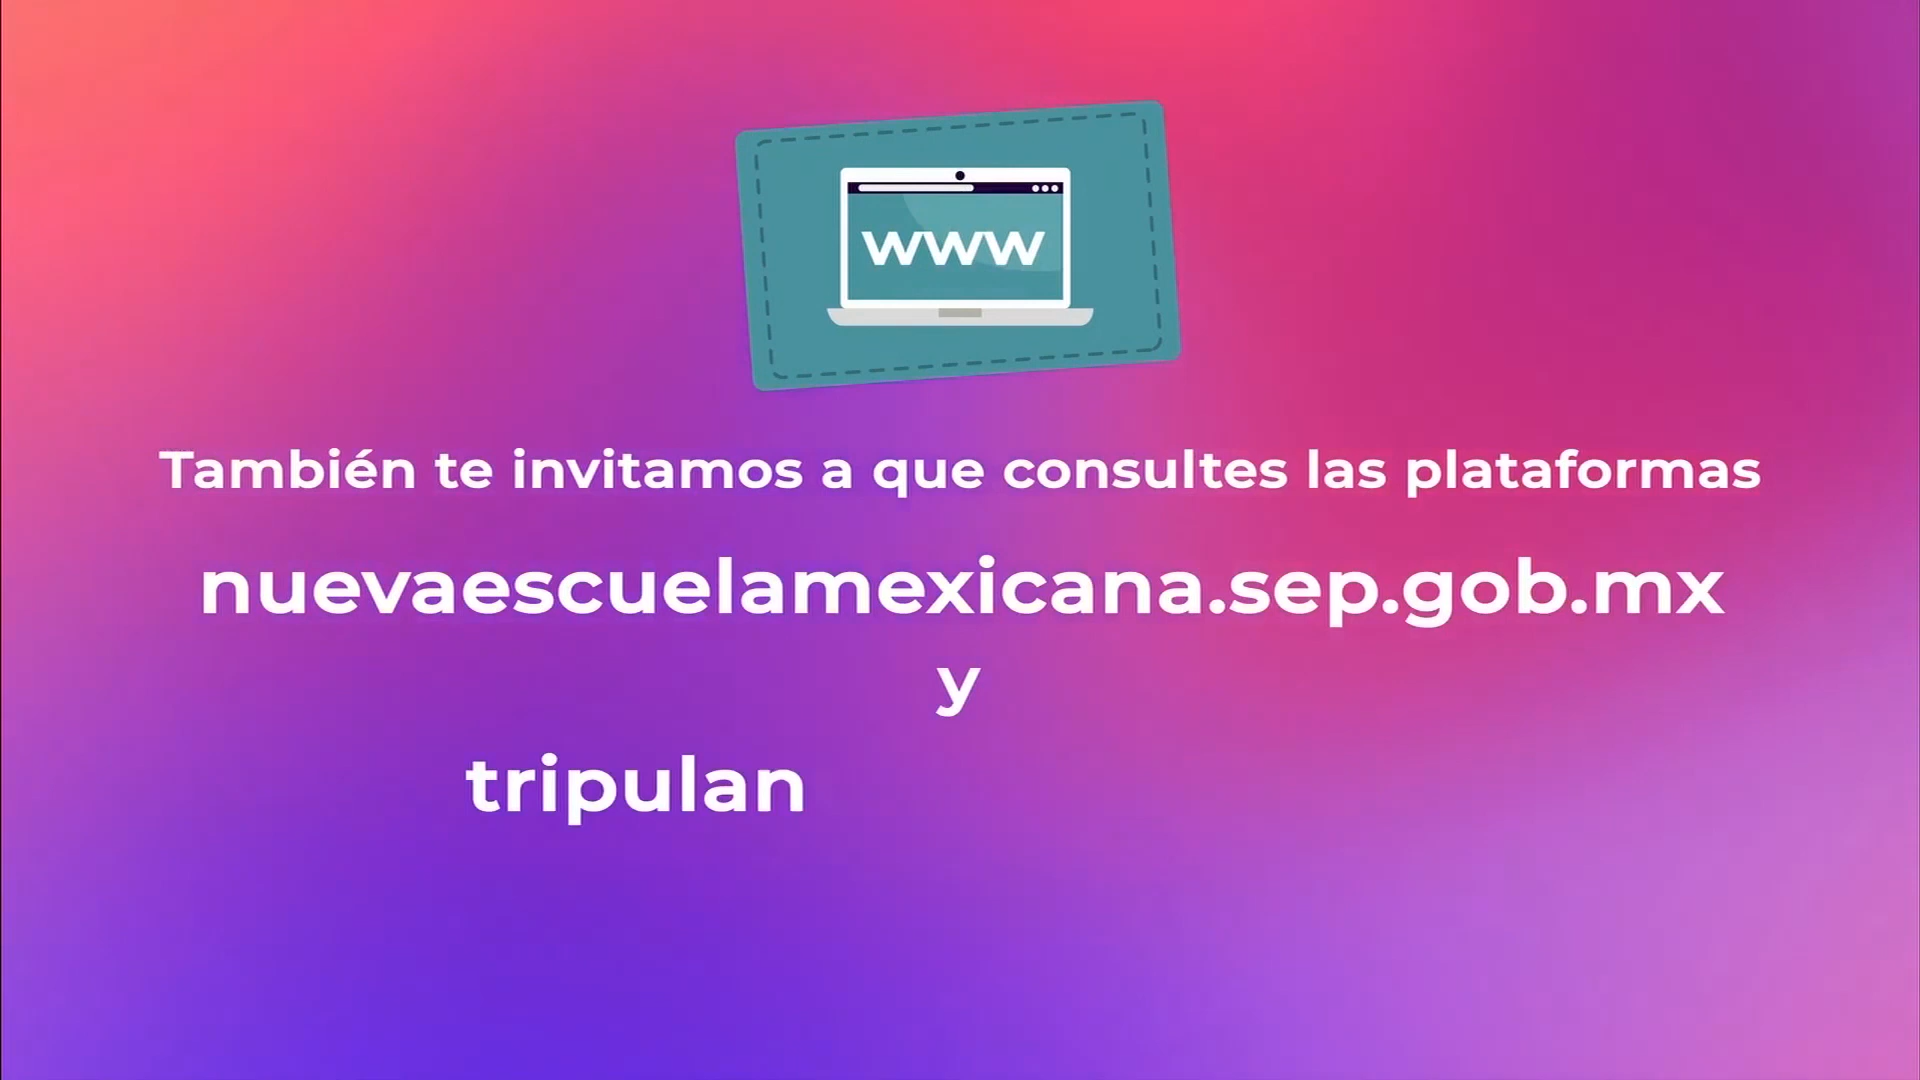 www
También te invitamos a que consultes las plataformas
nuevaescuelamexicana.sep.gob.mx
y
tripulan